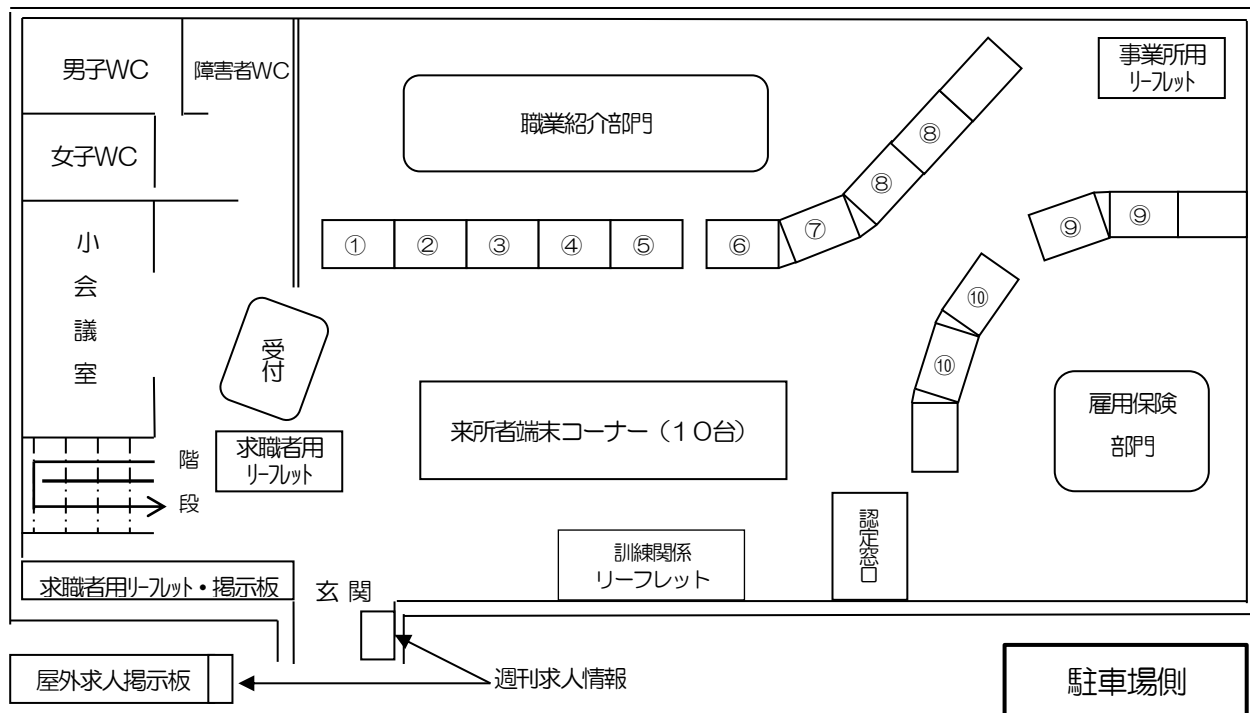 男子WC
障害者WC
女子WC
小会議室
職業紹介部門
事業所用
リーフレット
①
②
③
④
⑤
⑥
⑦
⑧
⑧
⑨
⑨
⑩
⑩
受付
来所者端末コーナー（１０台）
雇用保険
部門
求職者用
リーフレット
階段
訓練関係
リーフレット
認定窓口
求職者用リーフレット・掲示板
玄関
屋外求人掲示板
週刊求人情報
駐車場側